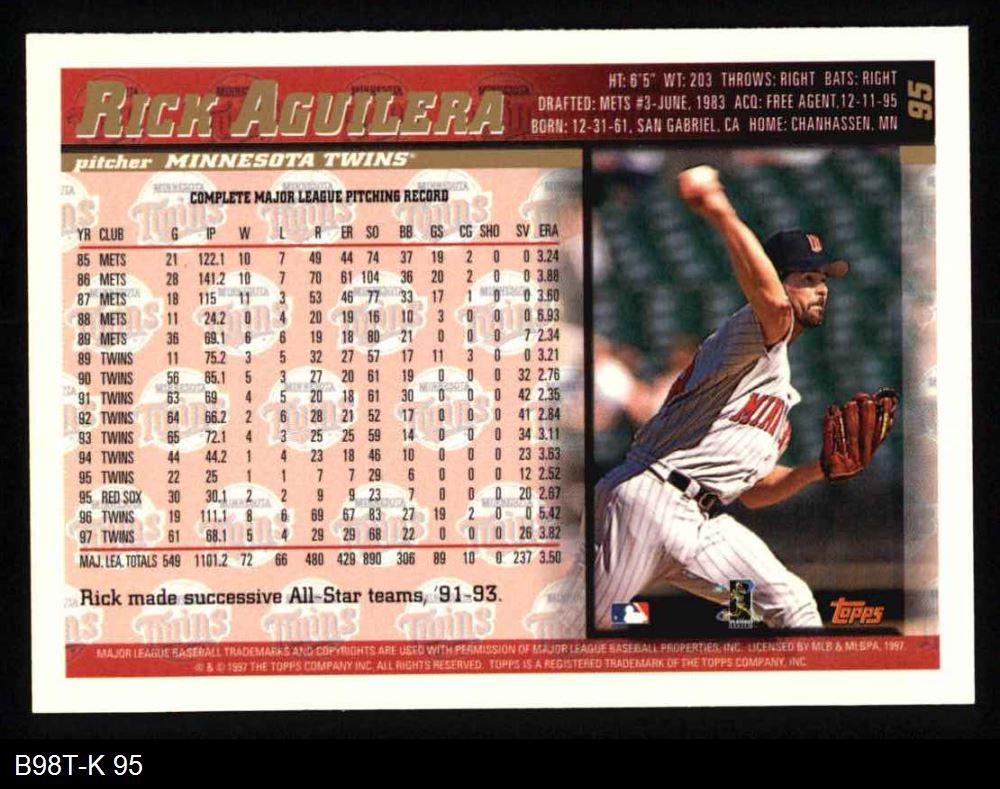 RICK AGUILERA
HT: 6'5" WT: 203 THROWS: RIGHT BATS: RIGHT
DRAFTED: METS #3-JUNE, 1983 ACQ: FREE AGENT, 12-11-95
BORN: 12-31-61, SAN GABRIEL, CA HOME: CHANHASSEN, MN
95
pitcher MINNESOTA TWINS
COMPLETE MAJOR LEAGUE PITCHING RECORD
YR CLUB G IP W L R ER SO BB GS CG SHO SV ERA
85 METS 21 122.1 10 7 49 44 74 37 19 2 0 0 3.24
86 METS 28 141.2 10 7 70 61 104 36 20 2 0 0 3.88
87 METS 18 115 11 3 53 46 77 33 17 1 0 0 3.60
88 METS 11 24.2 0 4 20 19 16 10 3 0 0 0 6.93
89 METS 36 69.1 6 6 19 18 80 21 0 0 0 7 2.34
89 TWINS 11 75.2 3 5 32 27 57 17 11 3 0 0 3.21
90 TWINS 56 65.1 5 3 27 20 61 19 0 0 0 32 2.76
91 TWINS 63 69 4 5 20 18 61 30 0 0 0 42 2.35
92 TWINS 64 66.2 2 6 28 21 52 17 0 0 0 41 2.84
93 TWINS 65 72.1 4 3 25 25 59 14 0 0 0 34 3.11
94 TWINS 44 44.2 1 4 23 18 46 10 0 0 0 23 3.63
95 TWINS 22 25 1 1 7 7 29 6 0 0 0 12 2.52
95 RED SOX 30 30.1 2 2 9 9 23 7 0 0 0 20 2.67
96 TWINS 19 111.1 8 6 69 67 83 27 19 2 0 0 5.42
97 TWINS 61 68.1 5 4 29 29 68 22 0 0 0 26 3.82
MAJ. LEA. TOTALS 549 1101.2 72 66 480 429 890 306 89 10 0 237 3.50
Rick made successive All-Star teams, '91-93.
topps
MAJOR LEAGUE BASEBALL TRADEMARKS AND COPYRIGHTS ARE USED WITH PERMISSION OF MAJOR LEAGUE BASEBALL PROPERTIES, INC. LICENSED BY MLB & MLBPA, 1997.
® & © 1997 THE TOPPS COMPANY, INC. ALL RIGHTS RESERVED. TOPPS IS A REGISTERED TRADEMARK OF THE TOPPS COMPANY, INC.
B98T-K 95